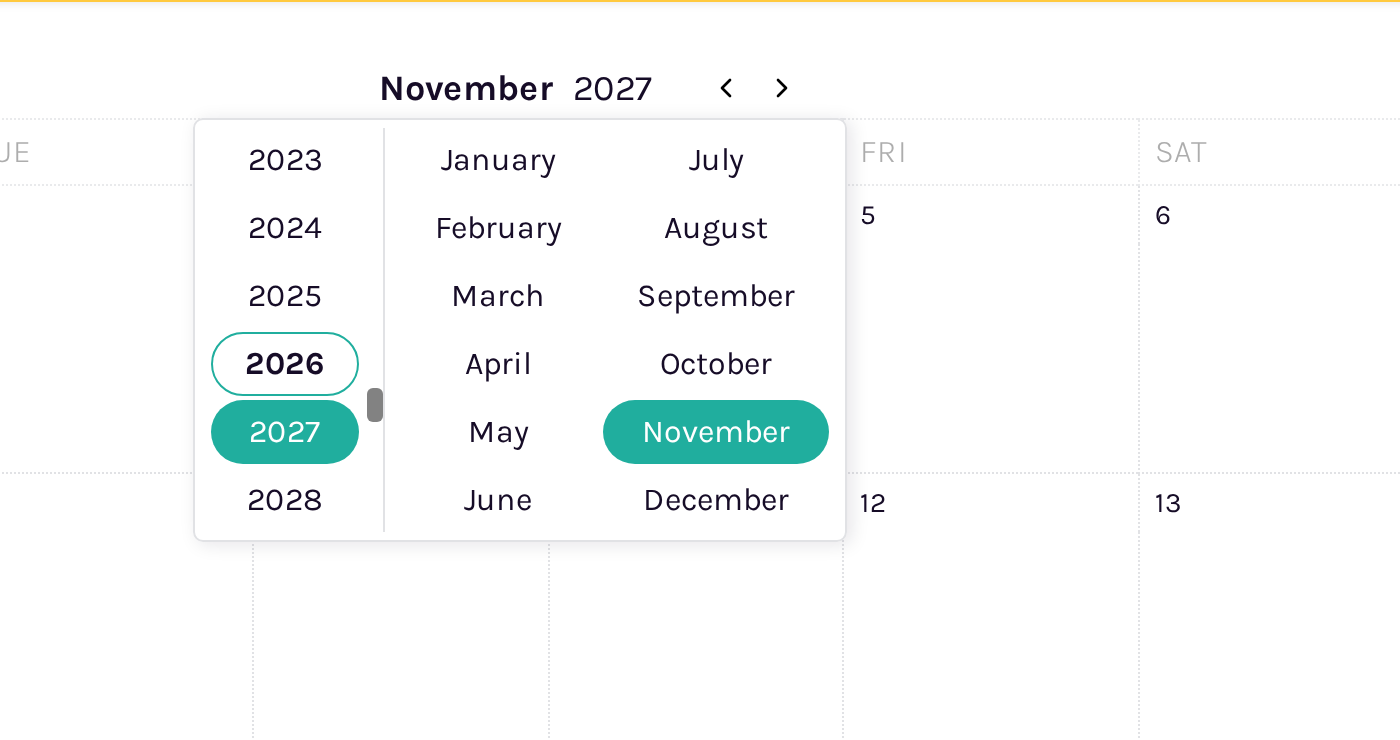 November 2027
UE FRI SAT
2023 January July
2024 February August
5 6
2025 March September
2026 April October
2027 May November
2028 June December
12 13